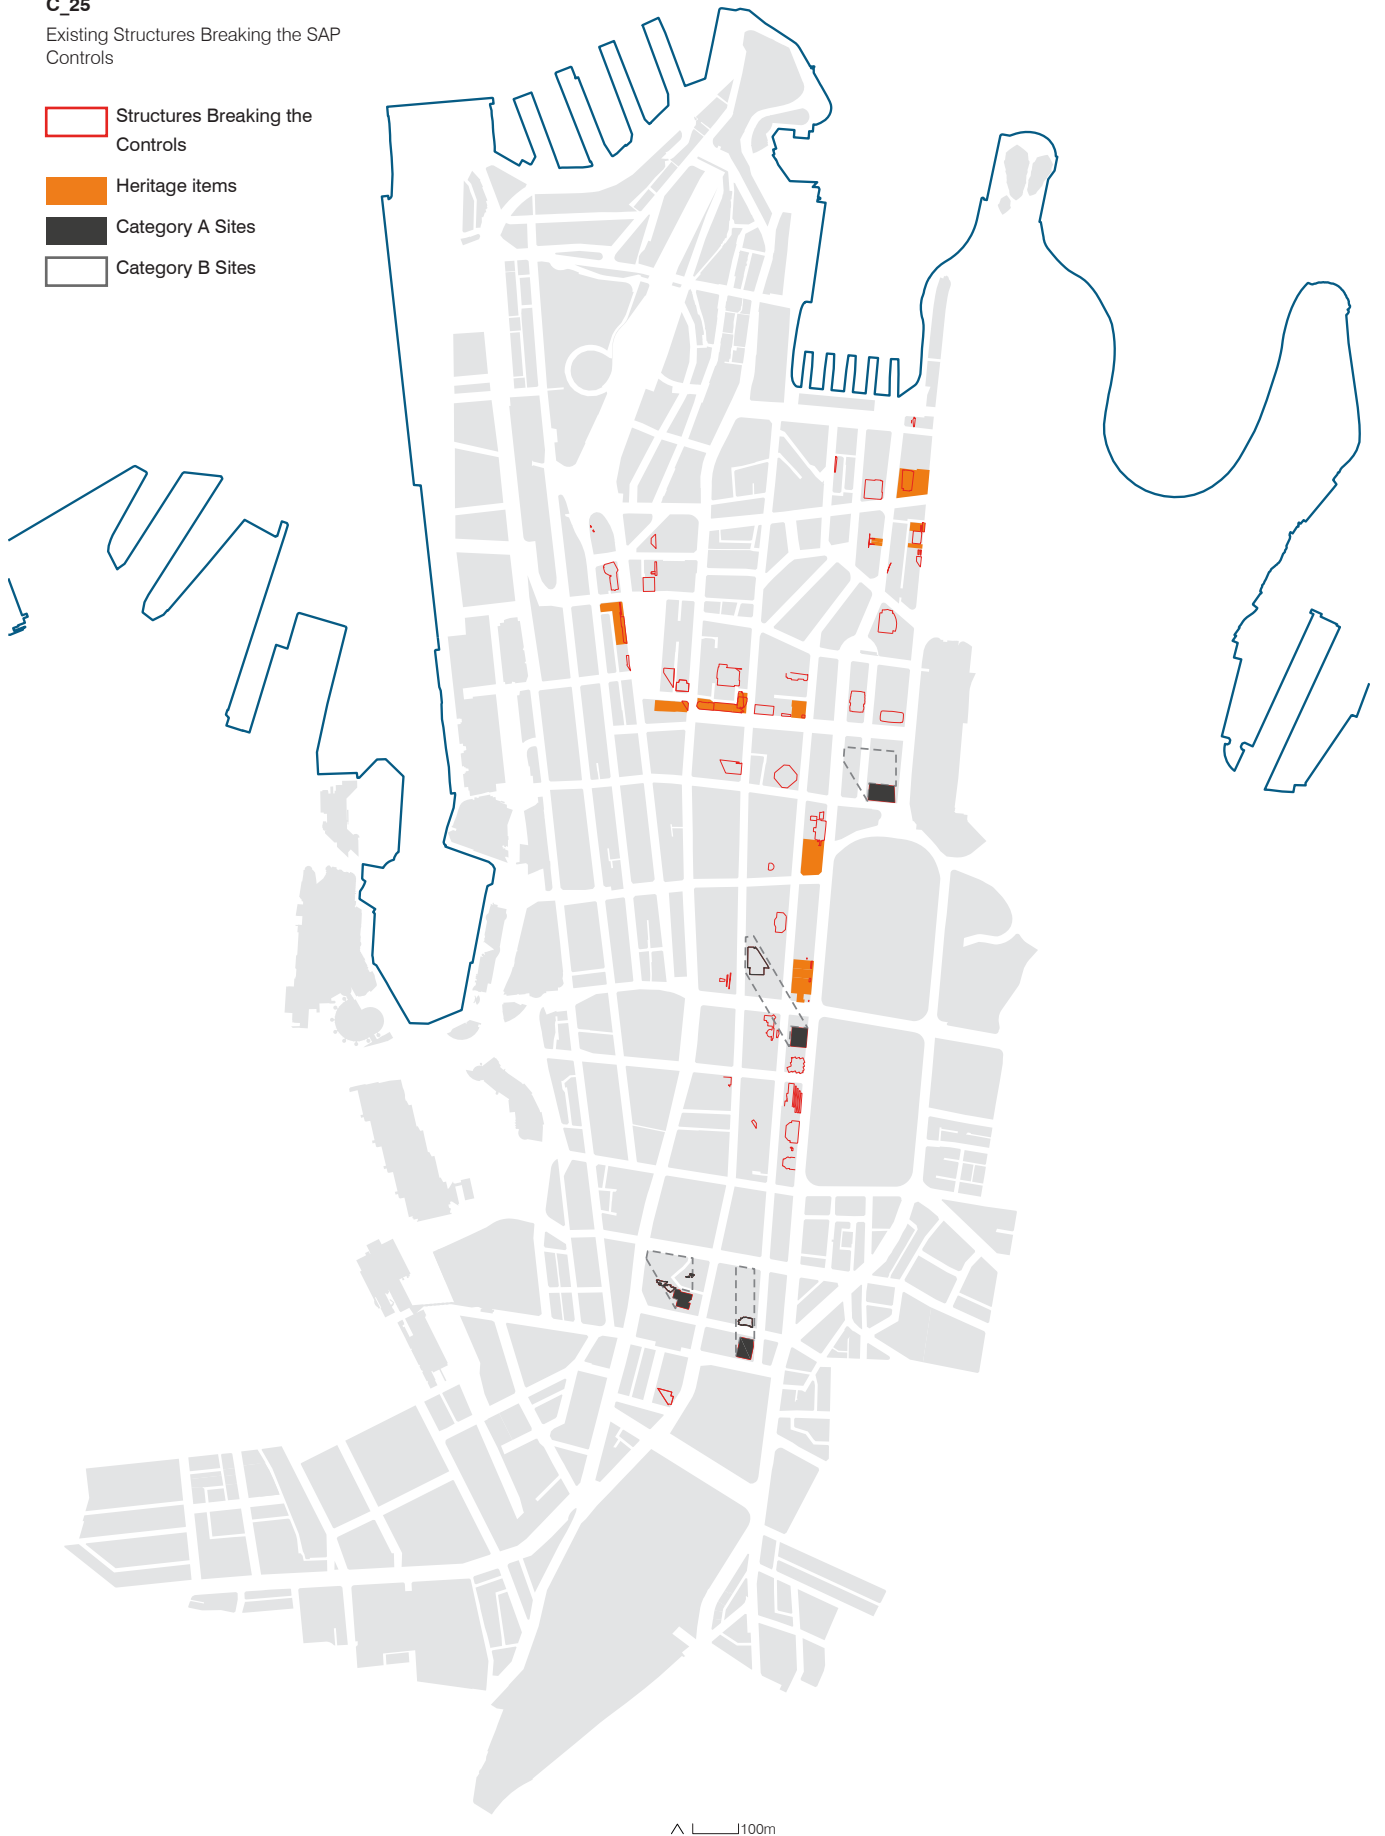 C_25
Existing Structures Breaking the SAP
Controls
Structures Breaking the
Controls
Heritage items
Category A Sites
Category B Sites
100m